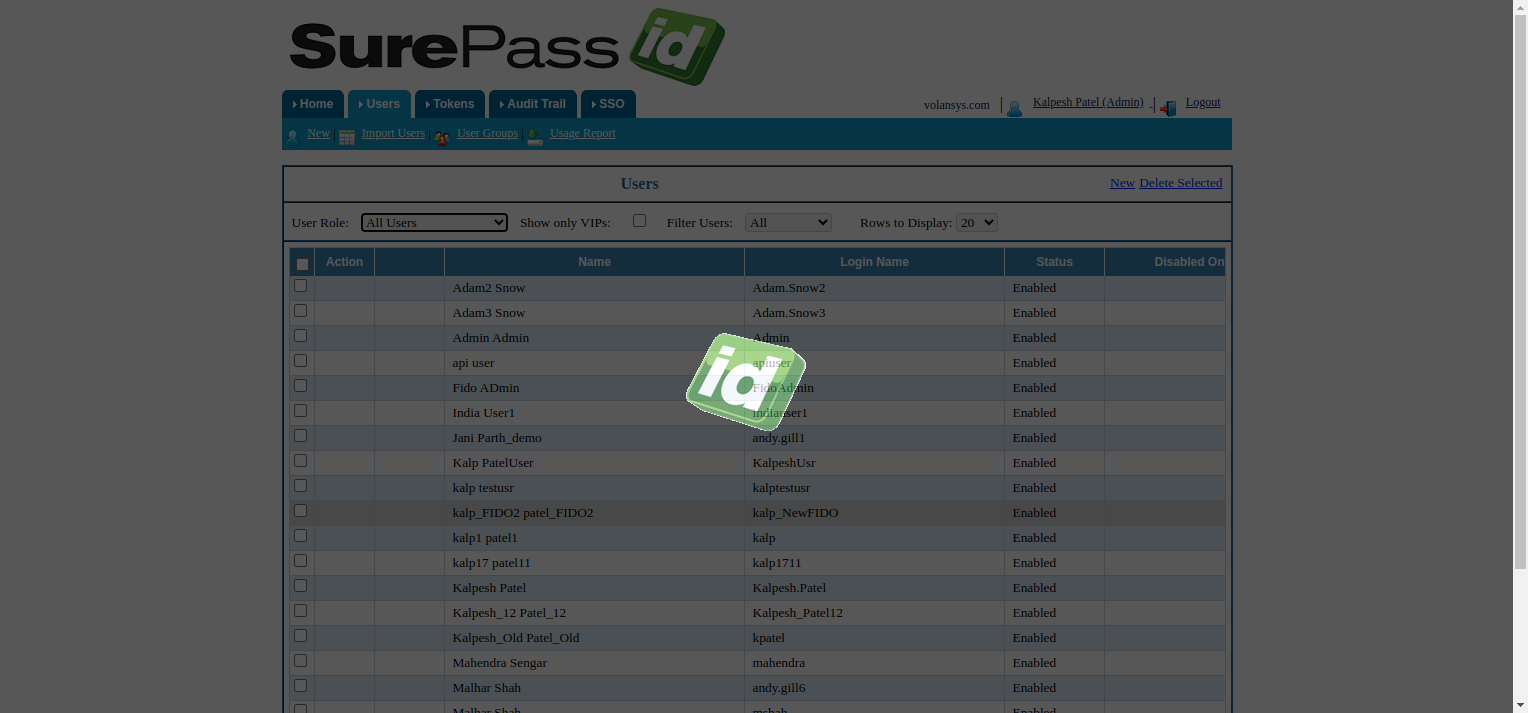 SurePass id
Home Users Tokens Audit Trail SSO volansys.com | Kalpesh Patel (Admin) - | Logout
New | Import Users | User Groups | Usage Report
Users New Delete Selected
User Role: All Users Show only VIPs: Filter Users: All Rows to Display: 20
Action Name Login Name Status Disabled On
Adam2 Snow Adam.Snow2 Enabled
Adam3 Snow Adam.Snow3 Enabled
Admin Admin Admin Enabled
api user apiuser Enabled
Fido ADmin FidoAdmin Enabled
India User1 indiauser1 Enabled
Jani Parth_demo andy.gill1 Enabled
Kalp PatelUser KalpeshUsr Enabled
kalp testusr kalptestusr Enabled
kalp_FIDO2 patel_FIDO2 kalp_NewFIDO Enabled
kalp1 patel1 kalp Enabled
kalp17 patel11 kalp1711 Enabled
Kalpesh Patel Kalpesh.Patel Enabled
Kalpesh_12 Patel_12 Kalpesh_Patel12 Enabled
Kalpesh_Old Patel_Old kpatel Enabled
Mahendra Sengar mahendra Enabled
Malhar Shah andy.gill6 Enabled
Malhar Shah mshah Enabled
id